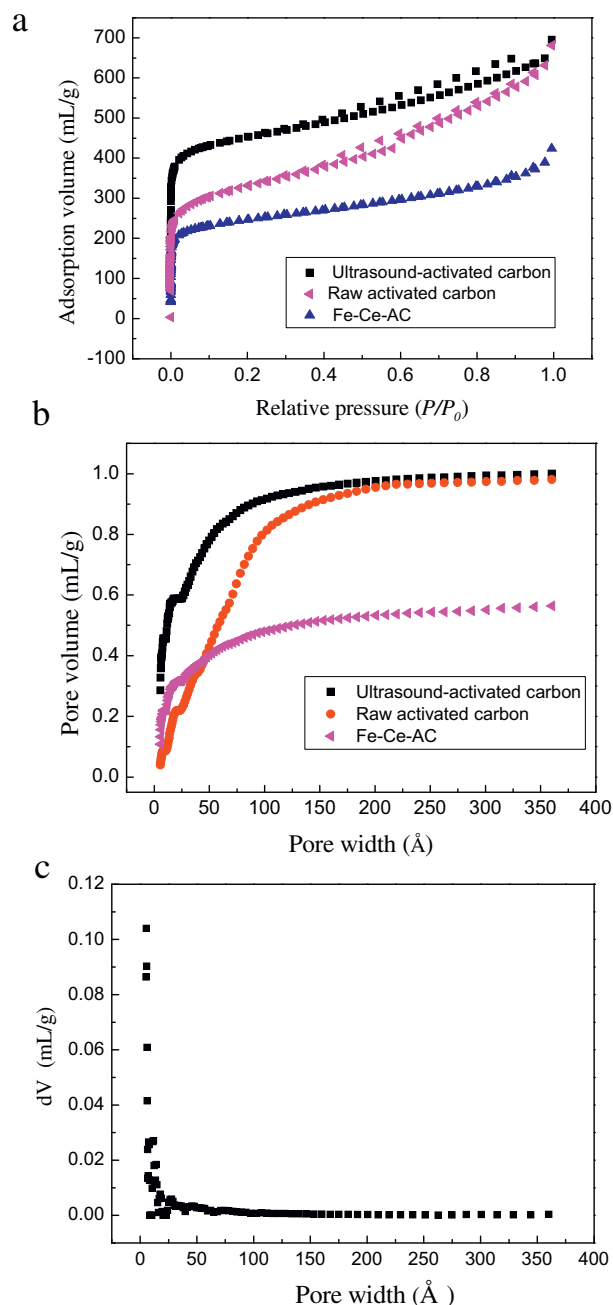 a
700
600
500
400
300
200
100
0
-100
Adsorption volume (mL/g)
Ultrasound-activated carbon
Raw activated carbon
Fe-Ce-AC
0.0 0.2 0.4 0.6 0.8 1.0
Relative pressure (P/P₀)
b
1.0
0.8
0.6
0.4
0.2
0.0
Pore volume (mL/g)
Ultrasound-activated carbon
Raw activated carbon
Fe-Ce-AC
0 50 100 150 200 250 300 350 400
Pore width (Å)
c
0.12
0.10
0.08
0.06
0.04
0.02
0.00
dV (mL/g)
0 50 100 150 200 250 300 350 400
Pore width (Å )